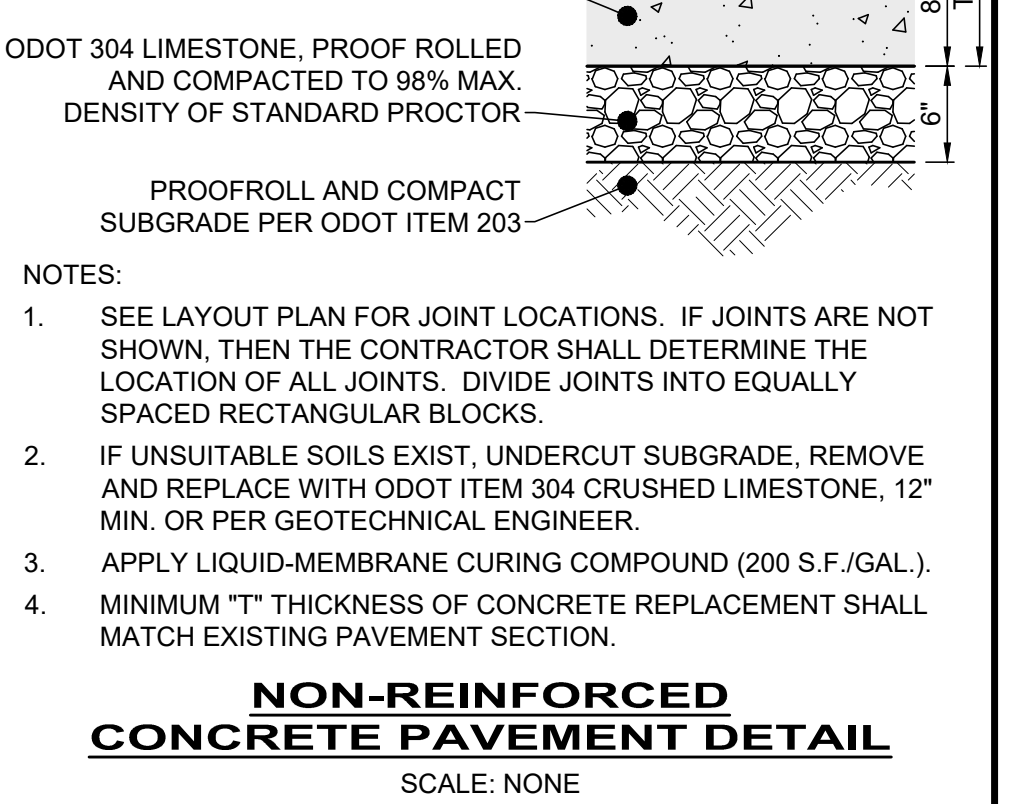 8
T
ODOT 304 LIMESTONE, PROOF ROLLED
AND COMPACTED TO 98% MAX.
DENSITY OF STANDARD PROCTOR
6"
PROOFROLL AND COMPACT
SUBGRADE PER ODOT ITEM 203
NOTES:
1. SEE LAYOUT PLAN FOR JOINT LOCATIONS. IF JOINTS ARE NOT
SHOWN, THEN THE CONTRACTOR SHALL DETERMINE THE
LOCATION OF ALL JOINTS. DIVIDE JOINTS INTO EQUALLY
SPACED RECTANGULAR BLOCKS.
2. IF UNSUITABLE SOILS EXIST, UNDERCUT SUBGRADE, REMOVE
AND REPLACE WITH ODOT ITEM 304 CRUSHED LIMESTONE, 12"
MIN. OR PER GEOTECHNICAL ENGINEER.
3. APPLY LIQUID-MEMBRANE CURING COMPOUND (200 S.F./GAL.).
4. MINIMUM "T" THICKNESS OF CONCRETE REPLACEMENT SHALL
MATCH EXISTING PAVEMENT SECTION.
NON-REINFORCED
CONCRETE PAVEMENT DETAIL
SCALE: NONE